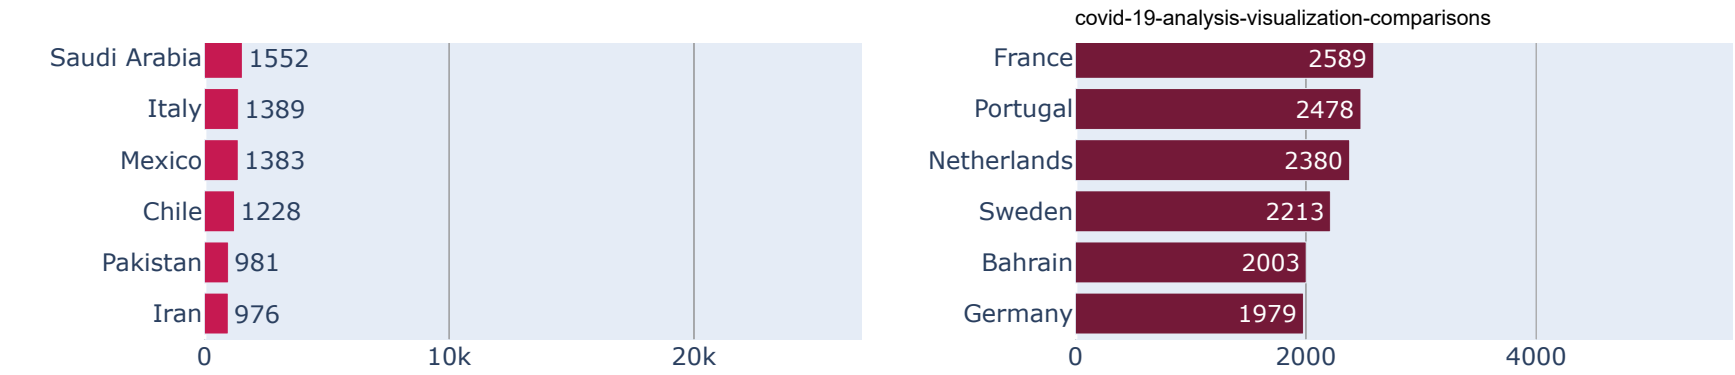 covid-19-analysis-visualization-comparisons
Saudi Arabia 1552
Italy 1389
Mexico 1383
Chile 1228
Pakistan 981
Iran 976
0 10k 20k
France 2589
Portugal 2478
Netherlands 2380
Sweden 2213
Bahrain 2003
Germany 1979
0 2000 4000